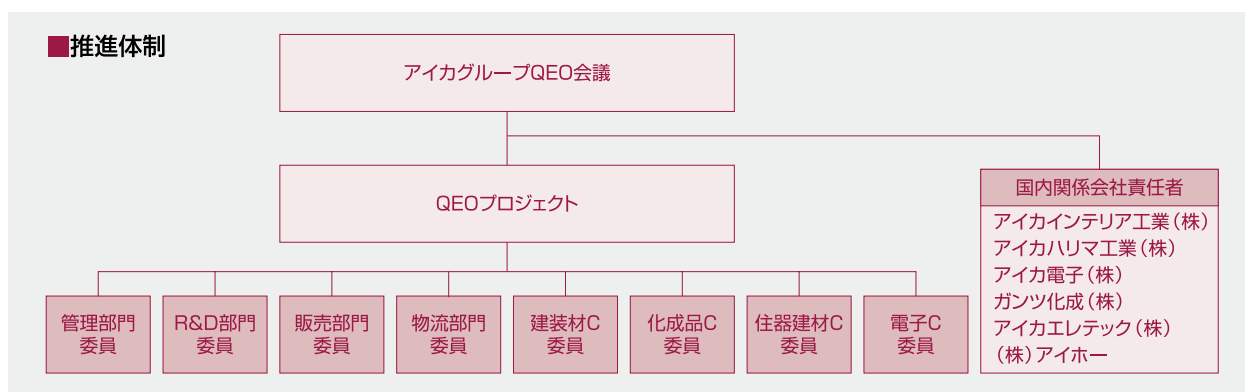 ■推進体制
アイカグループQEO会議
QEOプロジェクト
国内関係会社責任者
アイカインテリア工業(株)
アイカハリマ工業(株)
アイカ電子(株)
ガンツ化成(株)
アイカエレテック(株)
(株)アイホー
管理部門
委員
R&D部門
委員
販売部門
委員
物流部門
委員
建装材C
委員
化成品C
委員
住器建材C
委員
電子C
委員